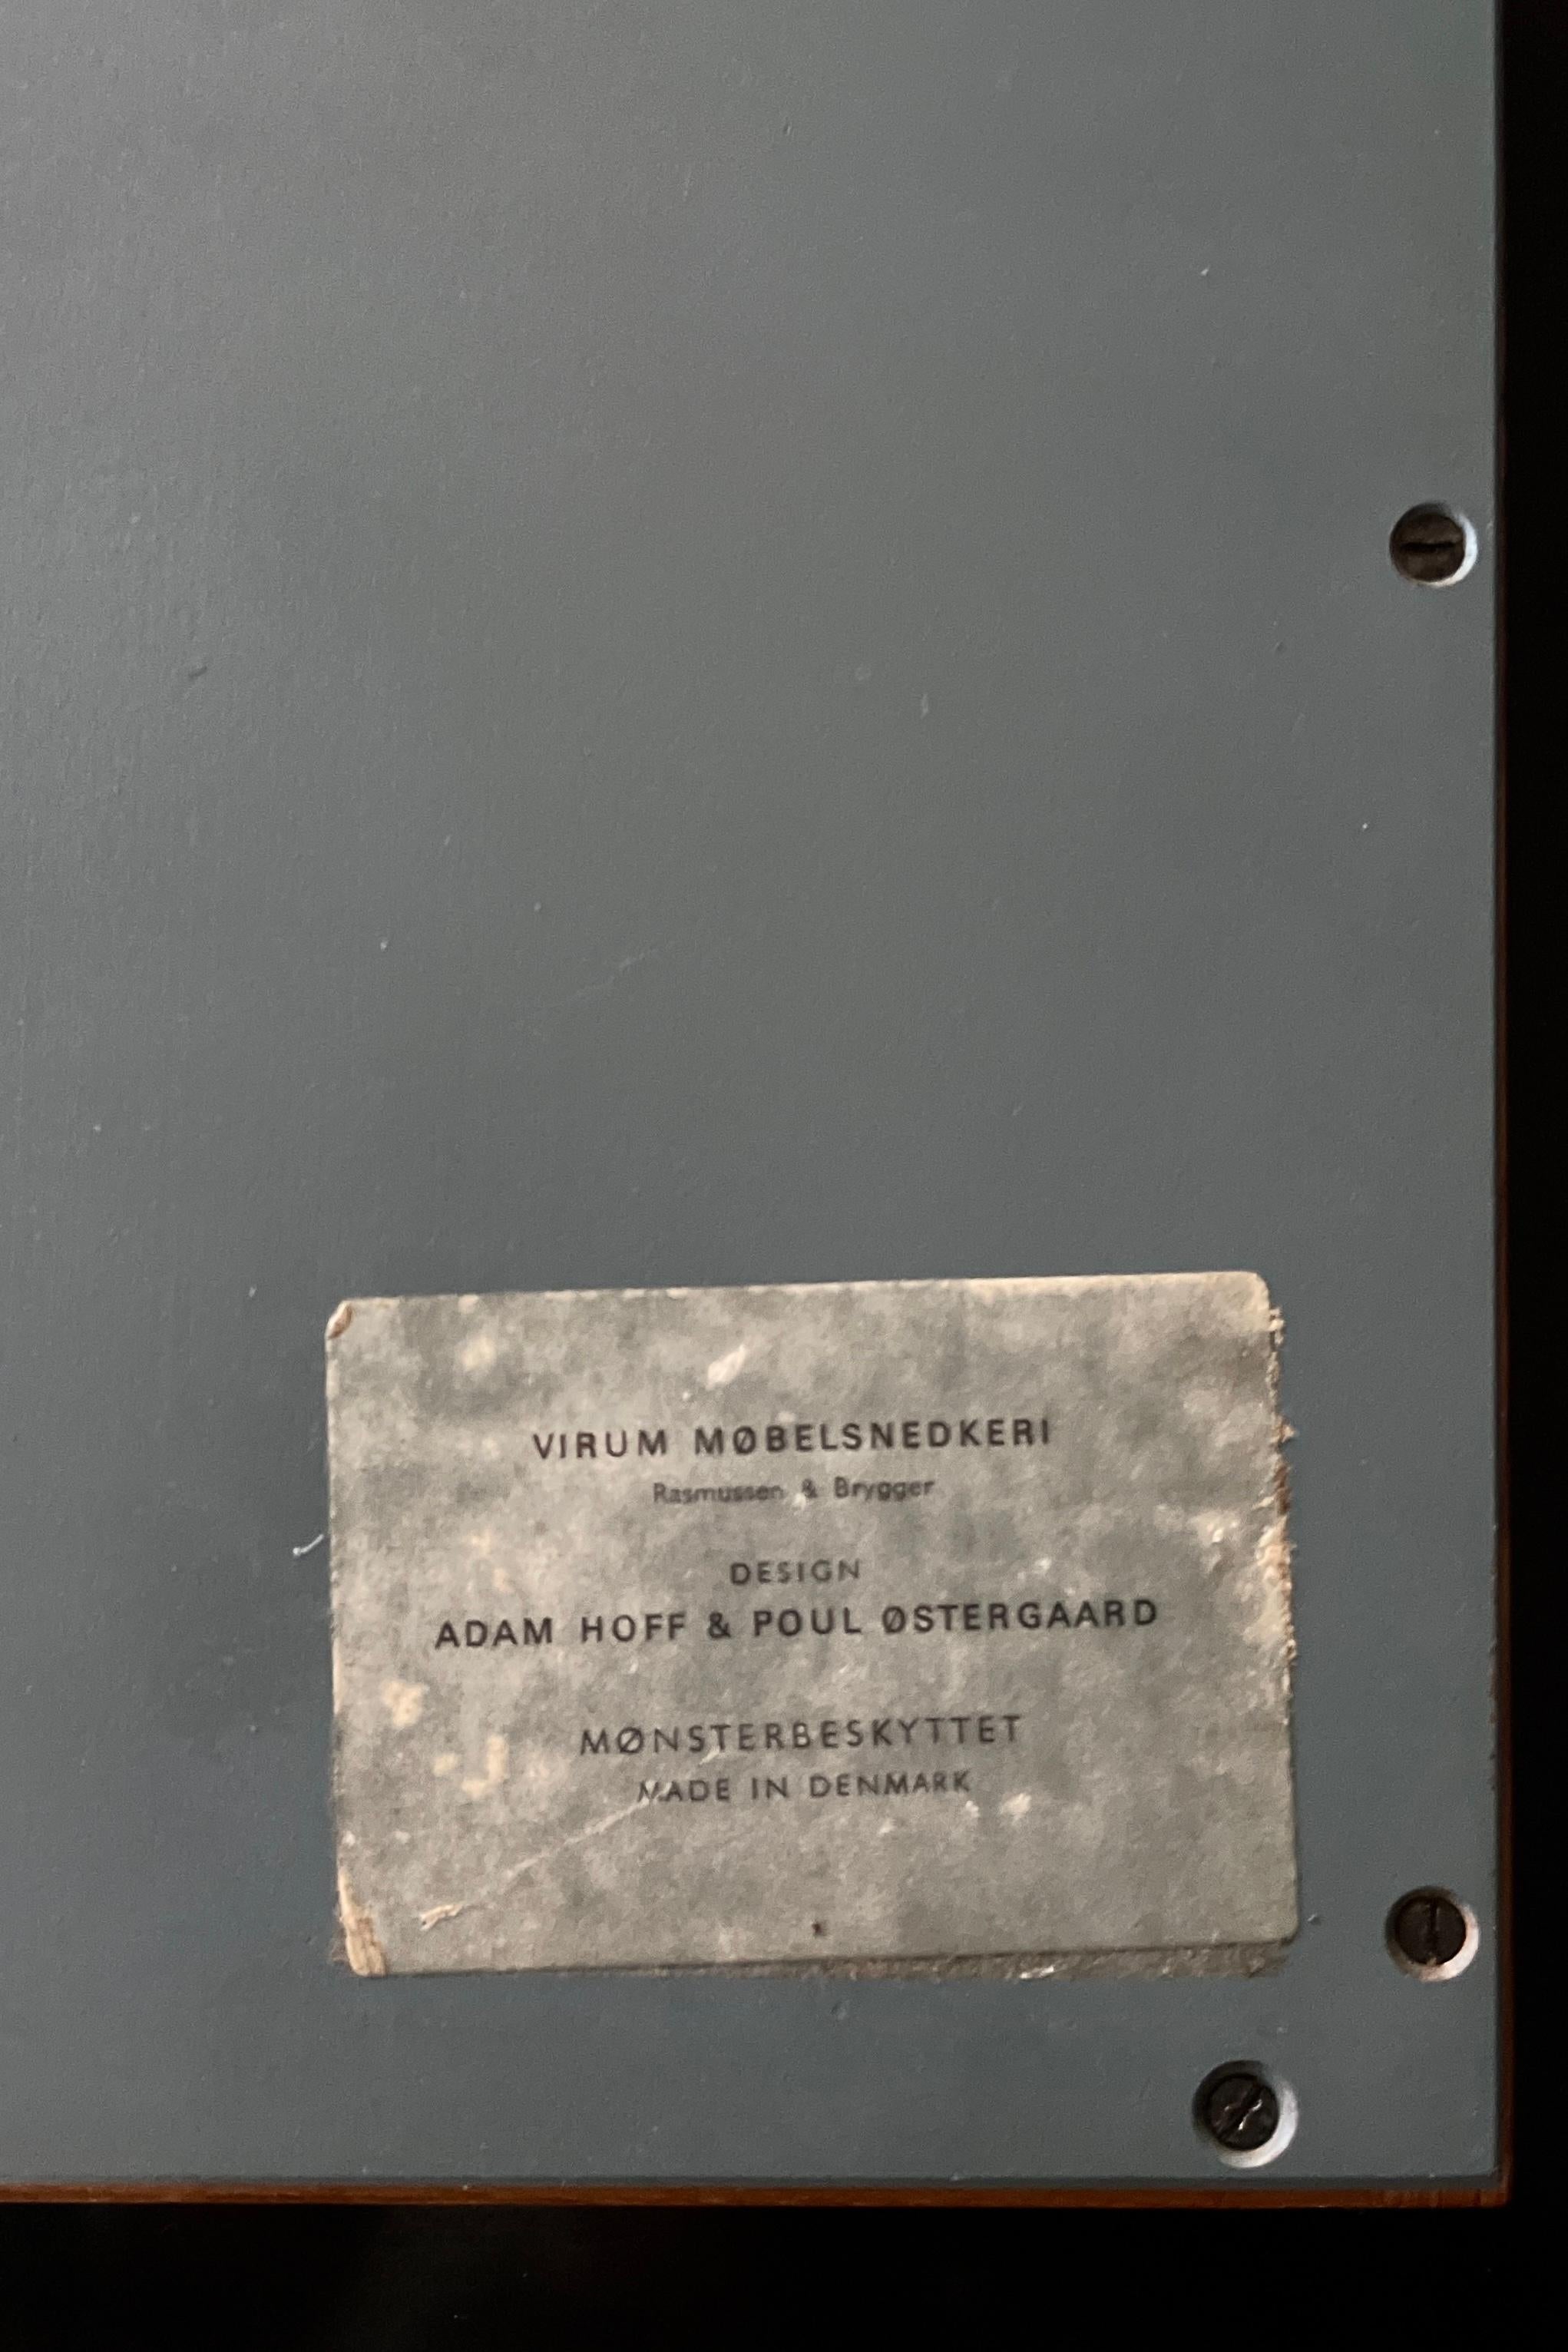 VIRUM MØBELSNEDKERI
Rasmussen & Brygger
DESIGN
ADAM HOFF & POUL ØSTERGAARD
MØNSTERBESKYTTET
MADE IN DENMARK